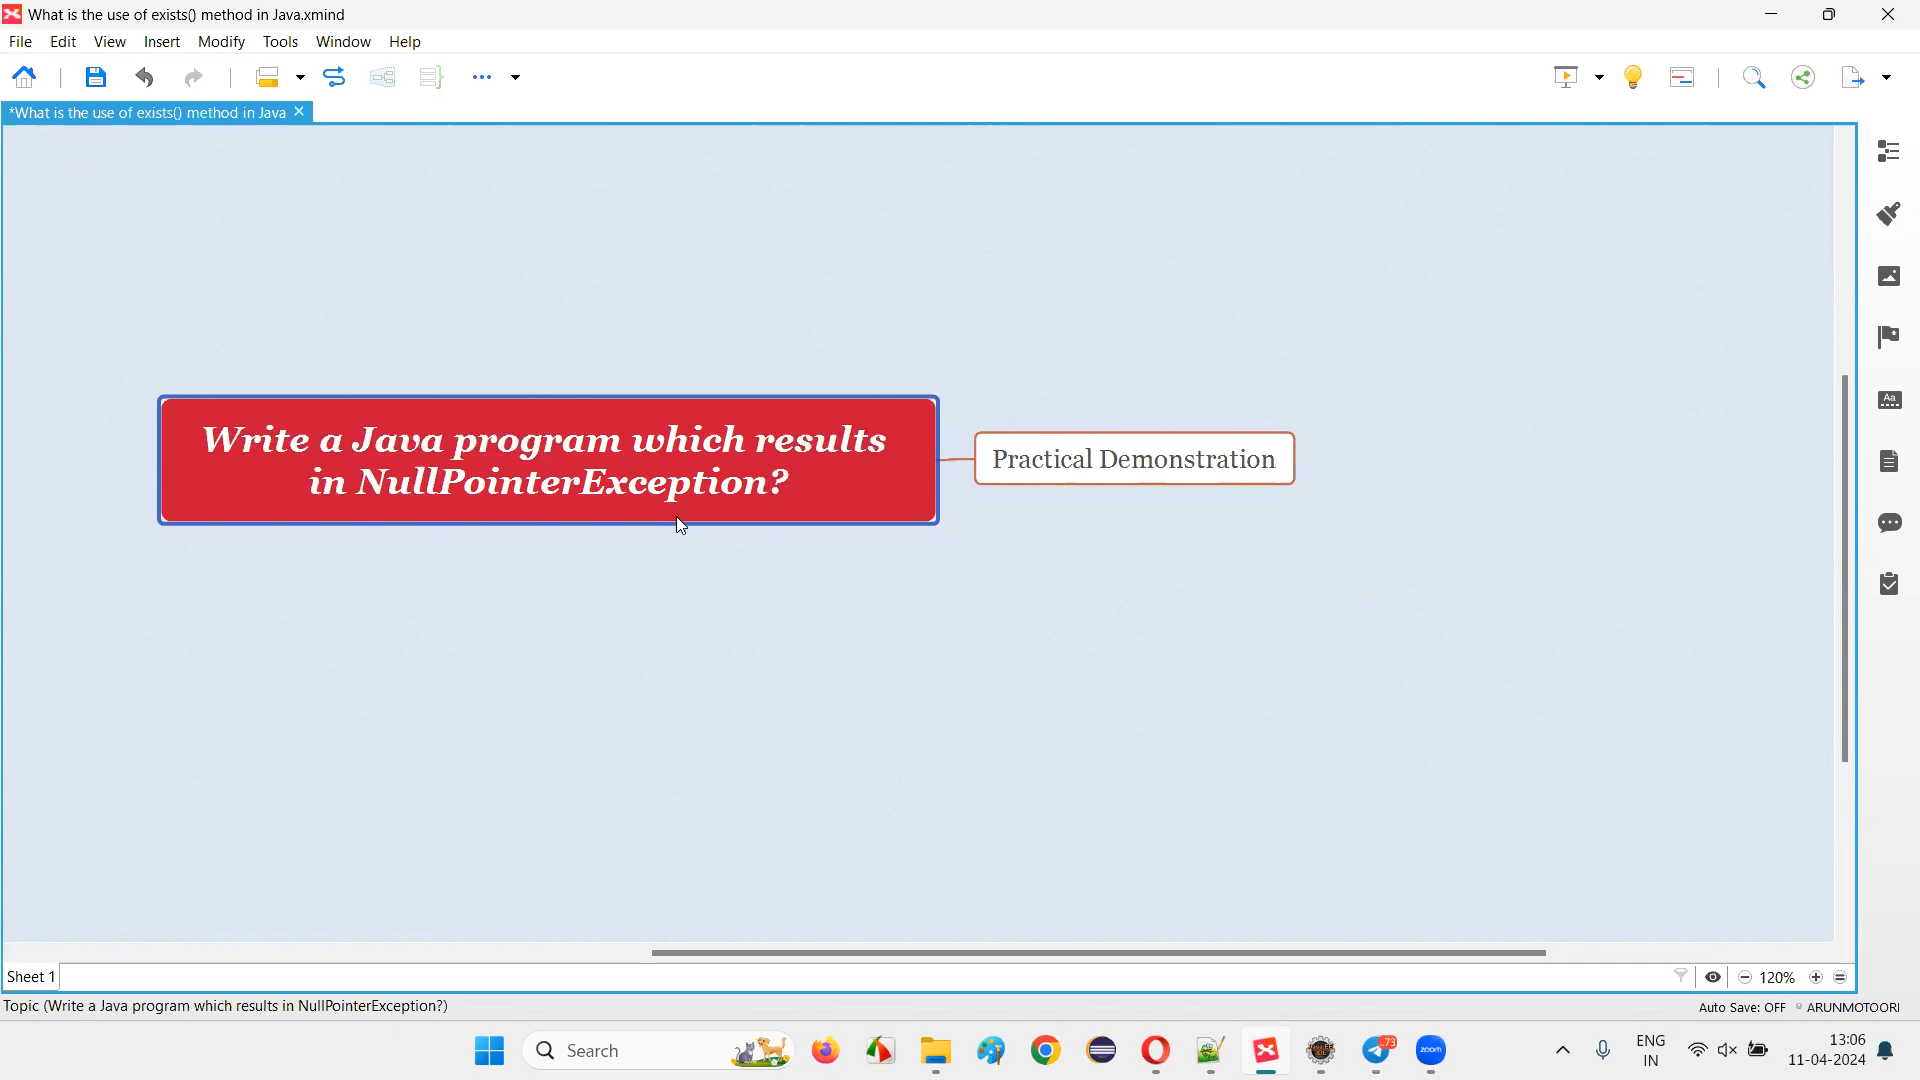 What is the use of exists() method in Java.xmind
File Edit View Insert Modify Tools Window Help
*What is the use of exists() method in Java
Write a Java program which results
in NullPointerException?
Practical Demonstration
Aa
Sheet 1
120%
Topic (Write a Java program which results in NullPointerException?)
Auto Save: OFF
ARUNMOTOORI
Search
73
zoom
ENG
IN
13:06
11-04-2024